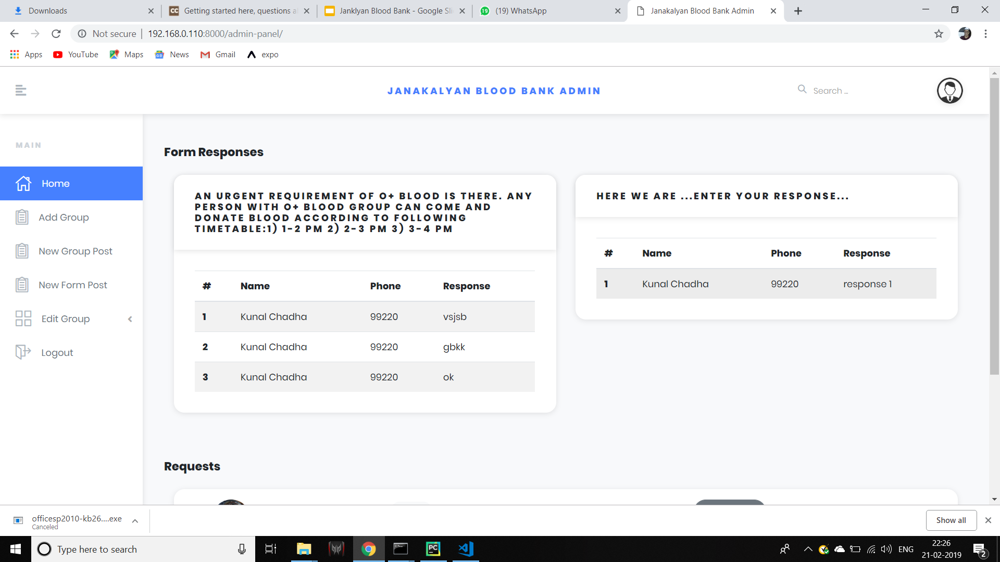 Downloads
CC Getting started here, questions a
Janklyan Blood Bank - Google Sli
19 (19) WhatsApp
Janakalyan Blood Bank Admin
Not secure | 192.168.0.110:8000/admin-panel/
Apps YouTube Maps News Gmail expo
JANAKALYAN BLOOD BANK ADMIN
Search ...
MAIN
Home
Add Group
New Group Post
New Form Post
Edit Group
Logout
Form Responses
AN URGENT REQUIREMENT OF O+ BLOOD IS THERE. ANY
PERSON WITH O+ BLOOD GROUP CAN COME AND
DONATE BLOOD ACCORDING TO FOLLOWING
TIMETABLE:1) 1-2 PM 2) 2-3 PM 3) 3-4 PM
# Name Phone Response
1 Kunal Chadha 99220 vsjsb
2 Kunal Chadha 99220 gbkk
3 Kunal Chadha 99220 ok
HERE WE ARE ...ENTER YOUR RESPONSE...
# Name Phone Response
1 Kunal Chadha 99220 response 1
Requests
officesp2010-kb26....exe
Canceled
Show all
Type here to search
PC
ENG
22:26
21-02-2019
2